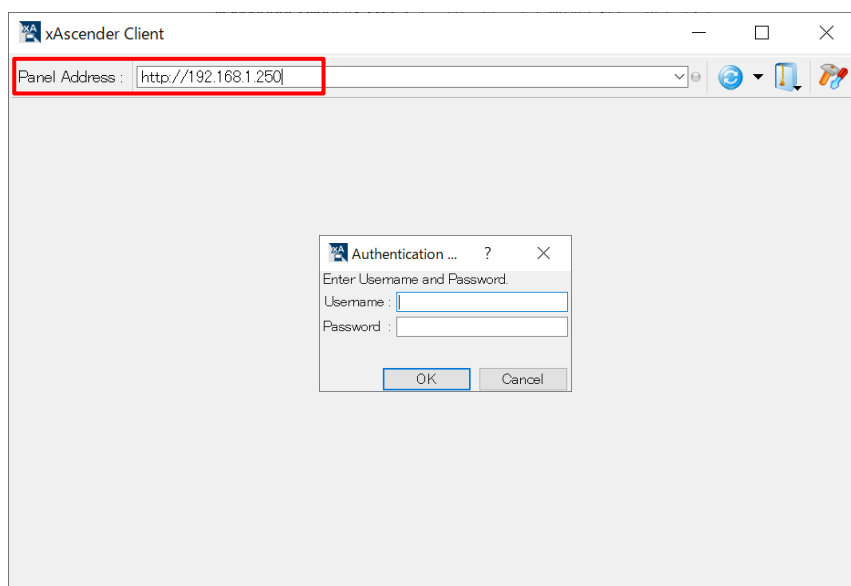 xAscender Client
Panel Address : http://192.168.1.250
Authentication ... ?
Enter Username and Password.
Username :
Password :
OK Cancel